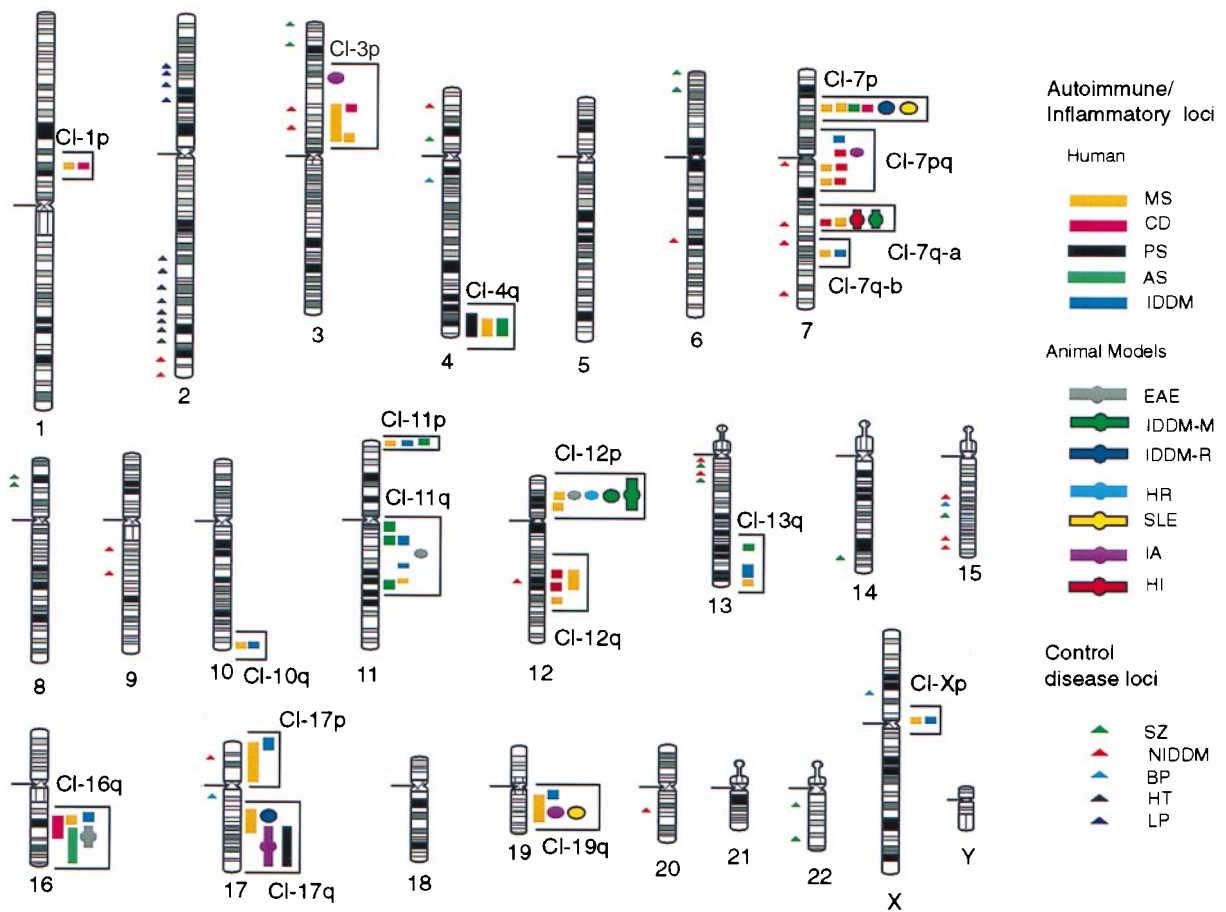 Cl-1p
1
2
Cl-3p
3
Cl-4q
4
5
6
Cl-7p
Cl-7pq
Cl-7q-a
Cl-7q-b
7
8
9
10
Cl-10q
Cl-11p
Cl-11q
11
Cl-12p
Cl-12q
12
Cl-13q
13
14
15
Cl-16q
16
Cl-17p
17
Cl-17q
18
19
Cl-19q
20
21
22
Cl-Xp
X
Y
Autoimmune/
Inflammatory loci
Human
MS
CD
PS
AS
IDDM
Animal Models
EAE
IDDM-M
IDDM-R
HR
SLE
IA
HI
Control
disease loci
SZ
NIDDM
BP
HT
LP